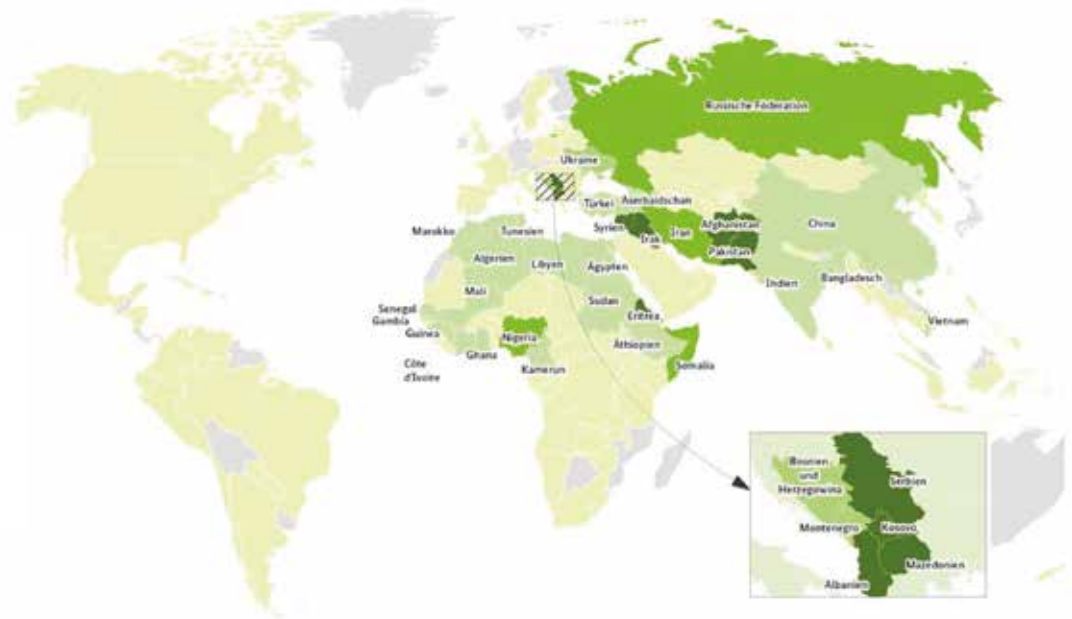 Russische Föderation
Ukraine
Türkei
Aserbaidschan
Marokko
Tunesien
Syrien
Irak
Iran
Afghanistan
China
Pakistan
Algerien
Libyen
Ägypten
Indien
Bangladesch
Mali
Sudan
Senegal
Gambia
Eritrea
Vietnam
Guinea
Nigeria
Äthiopien
Ghana
Côte
d'Ivoire
Kamerun
Somalia
Bosnien
und
Herzegowina
Serbien
Montenegro
Kosovo
Mazedonien
Albanien